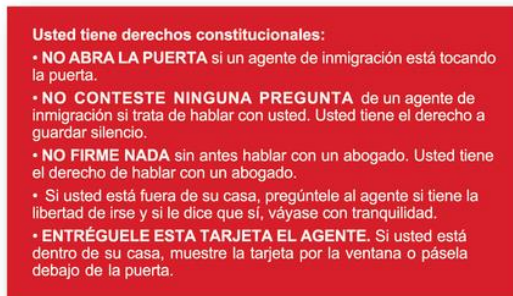 Usted tiene derechos constitucionales:
• NO ABRA LA PUERTA si un agente de inmigración está tocando
la puerta.
• NO CONTESTE NINGUNA PREGUNTA de un agente de
inmigración si trata de hablar con usted. Usted tiene el derecho a
guardar silencio.
• NO FIRME NADA sin antes hablar con un abogado. Usted tiene
el derecho de hablar con un abogado.
• Si usted está fuera de su casa, pregúntele al agente si tiene la
libertad de irse y si le dice que sí, váyase con tranquilidad.
• ENTRÉGUELE ESTA TARJETA EL AGENTE. Si usted está
dentro de su casa, muestre la tarjeta por la ventana o pásela
debajo de la puerta.